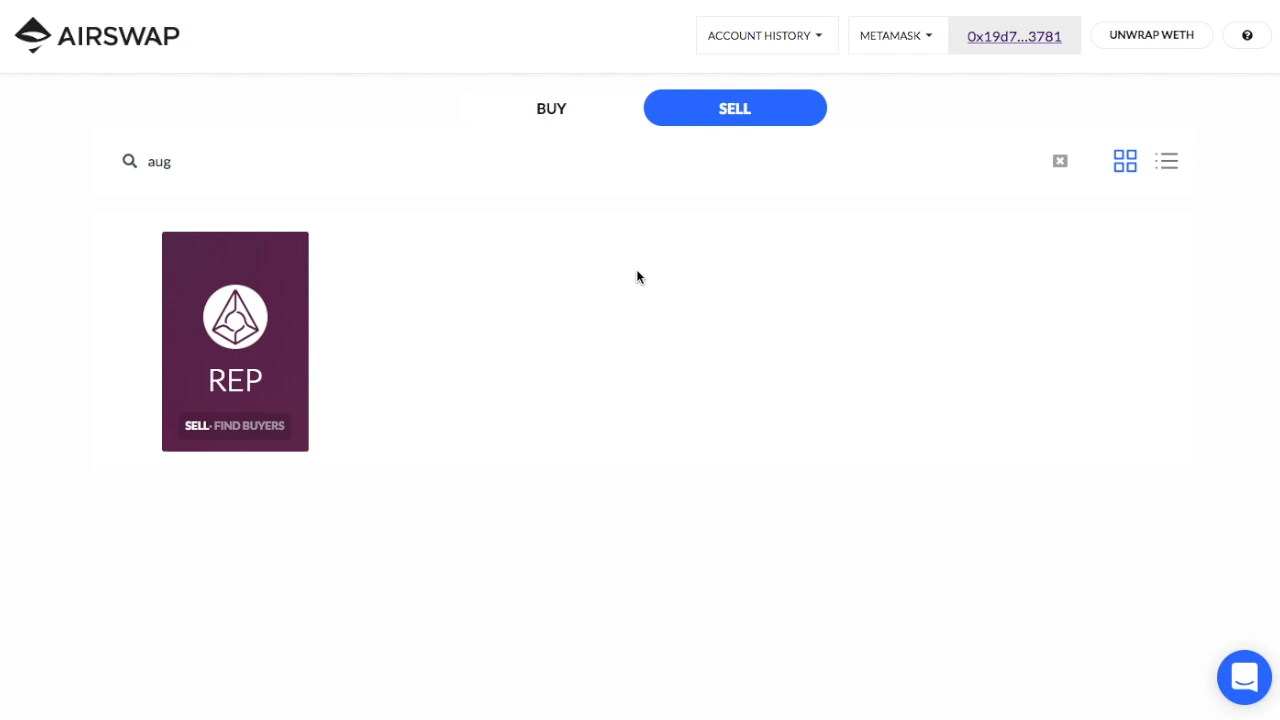 AIRSWAP
ACCOUNT HISTORY
METAMASK
0x19d7...3781
UNWRAP WETH
?
BUY
SELL
aug
REP
SELL- FIND BUYERS